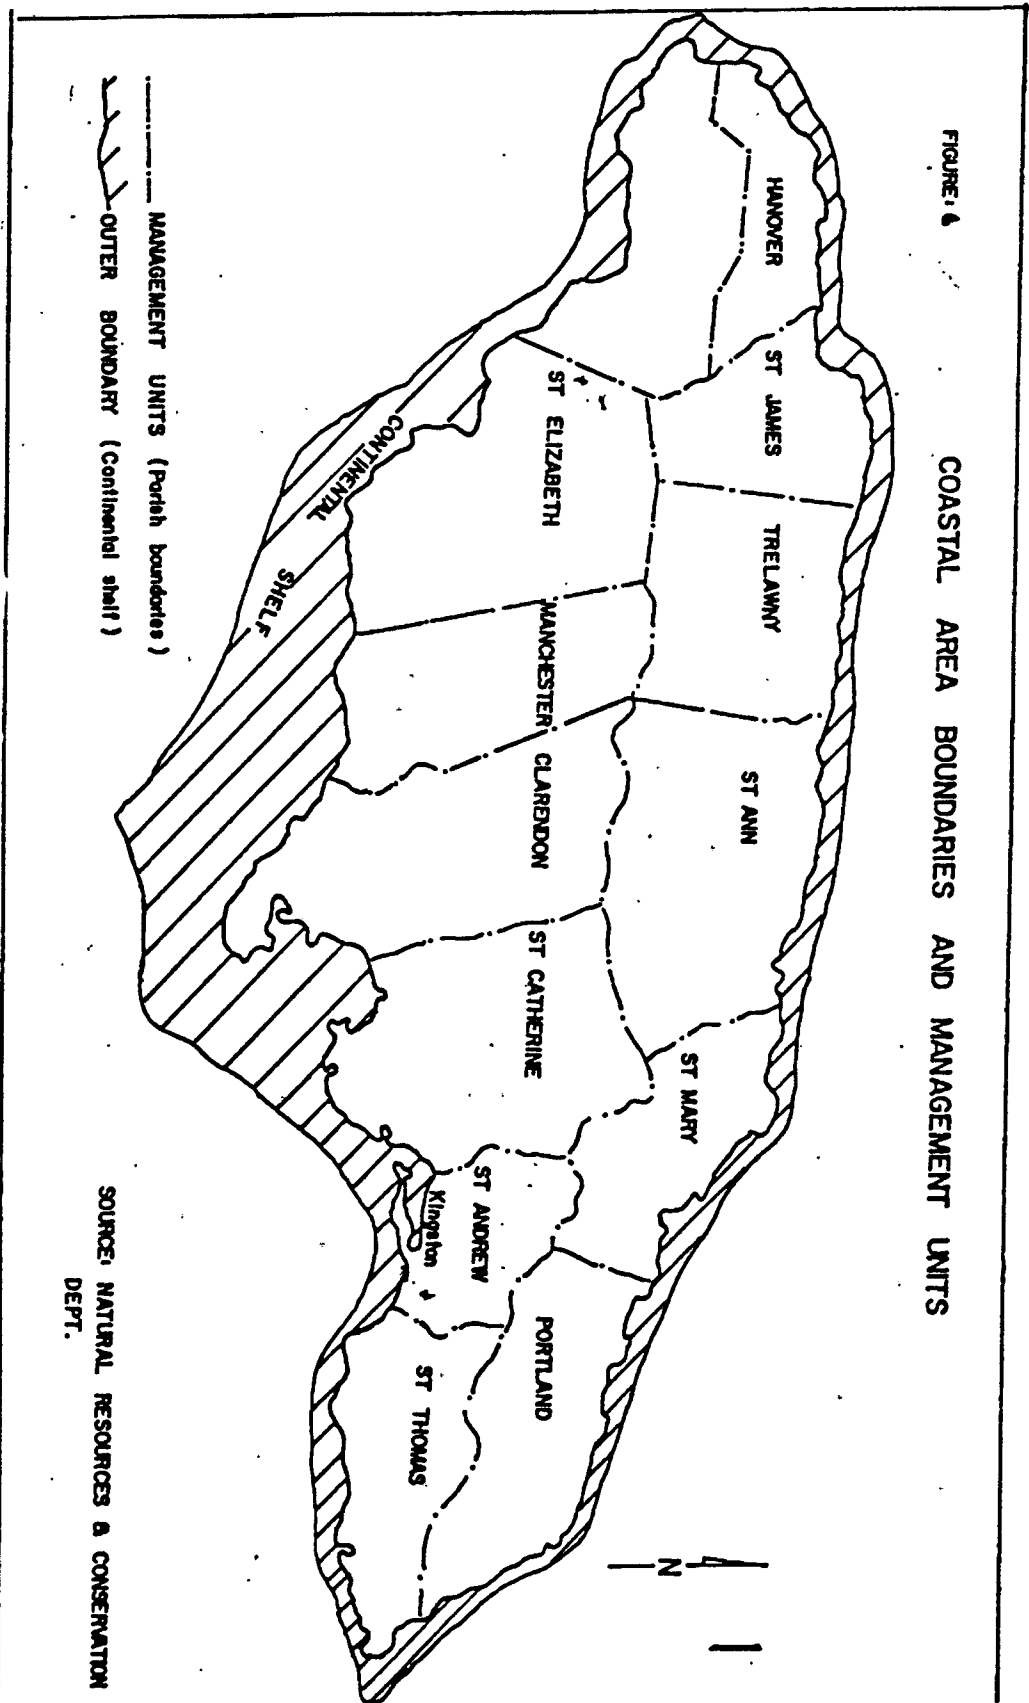 FIGURE: 6
COASTAL AREA BOUNDARIES AND MANAGEMENT UNITS
HANOVER
ST JAMES
TRELAWNY
ST ANN
ST MARY
ST ELIZABETH
MANCHESTER
CLARENDON
ST CATHERINE
ST ANDREW
Kingston
PORTLAND
ST THOMAS
CONTINENTAL
SHELF
N
MANAGEMENT UNITS (Parish boundaries)
OUTER BOUNDARY (Continental shelf)
SOURCE: NATURAL RESOURCES & CONSERVATION
DEPT.